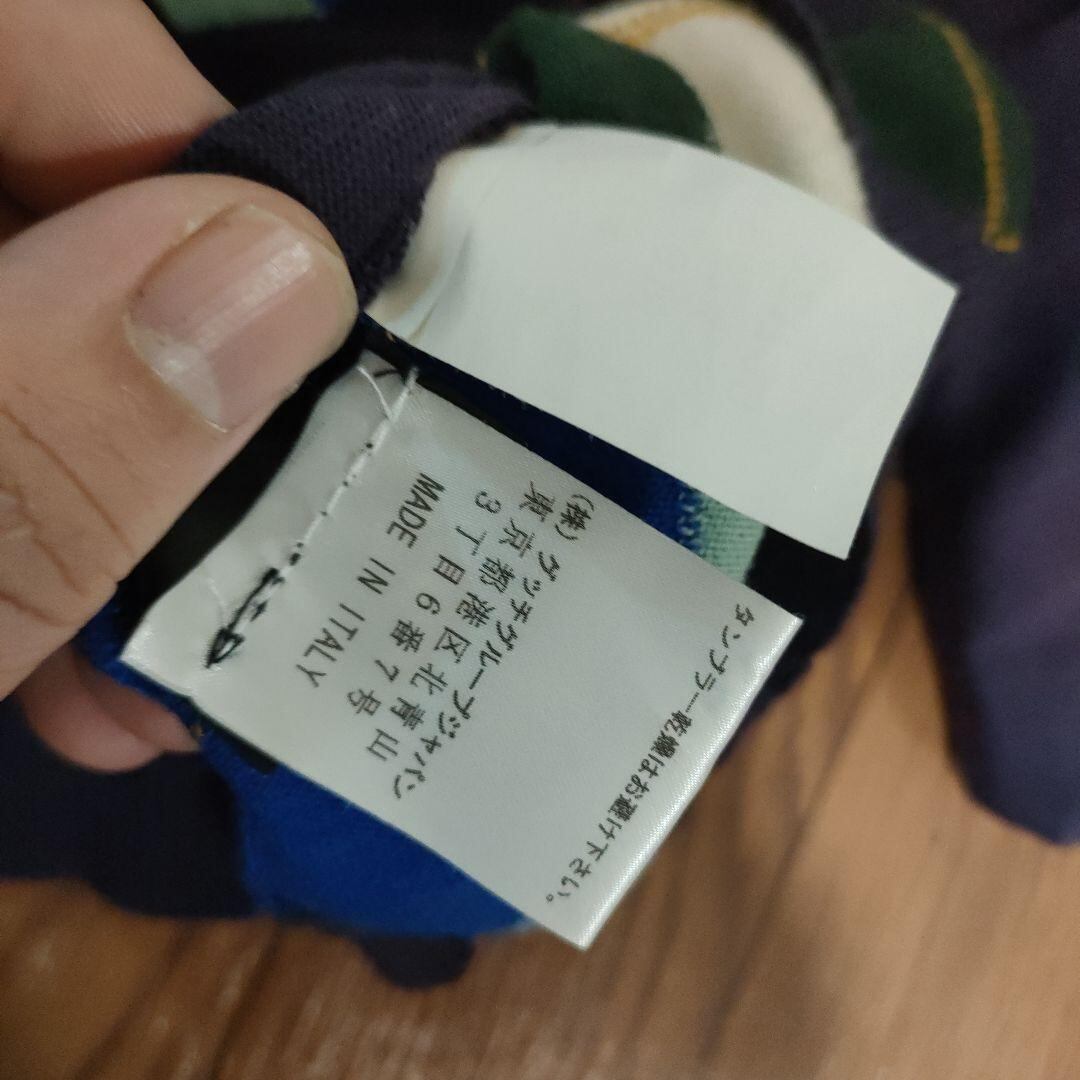 タンブラー乾燥はお避け下さい。
(株)グッチグループジャパン
東京都港区北青山
3丁目6番7号
MADE IN ITALY